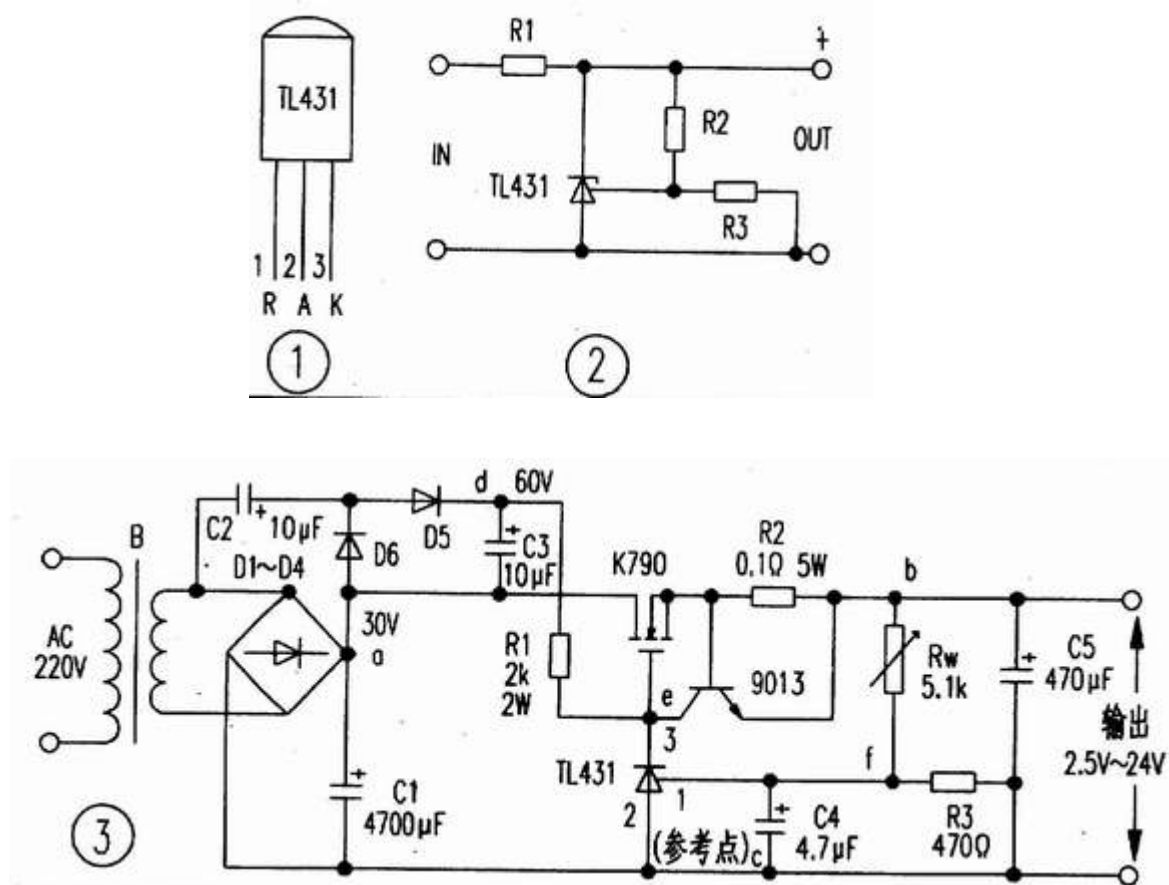 TL431
1 2 3
R A K
①
R1
+
R2
IN
OUT
TL431
R3
②
d 60V
B
C2
+
10μF
D5
+
C3
10μF
D6
D1~D4
K790
R2
0.1Ω 5W
b
AC
220V
30V
a
R1
2k
2W
Rw
5.1k
+
C5
470μF
e
9013
3
输出
2.5V~24V
TL431
f
1
2
+
C1
4700μF
+
C4
4.7μF
R3
470Ω
(参考点)c
③